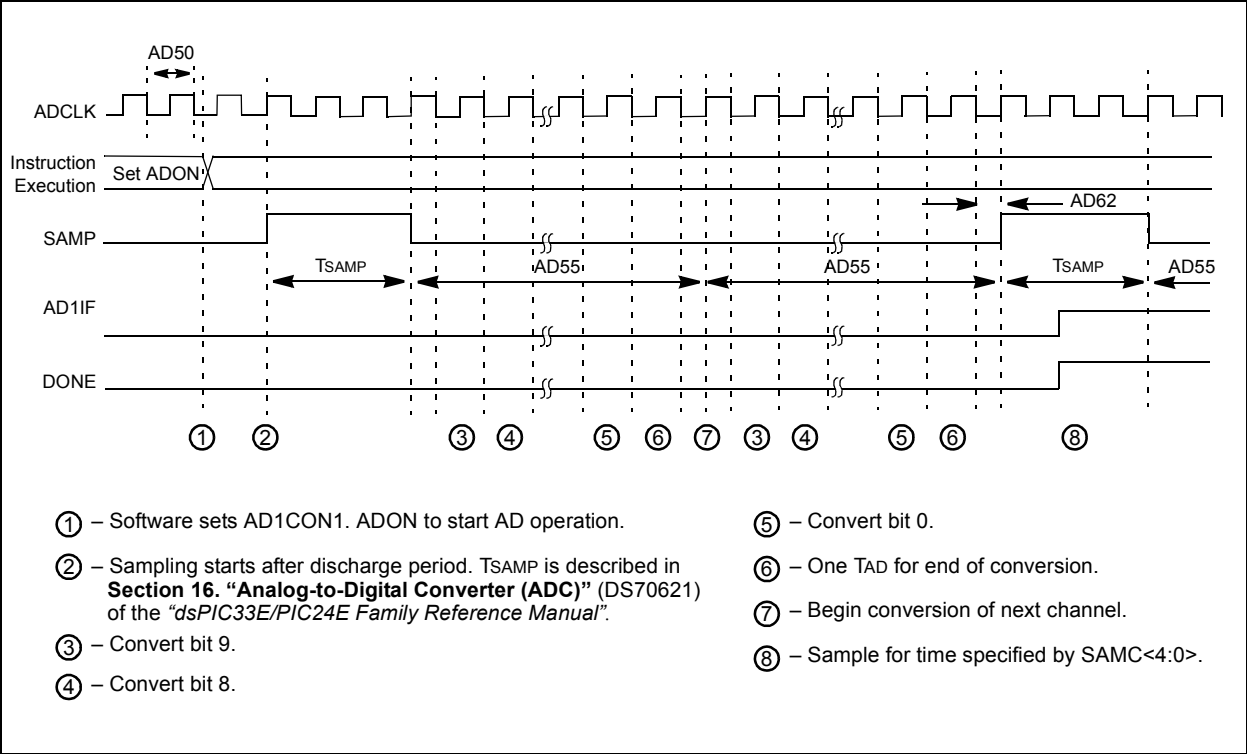 AD50
ADCLK
Instruction
Execution
Set ADON
AD62
SAMP
TSAMP
AD55
AD55
TSAMP
AD55
AD1IF
DONE
1
2
3
4
5
6
7
3
4
5
6
8
1 – Software sets AD1CON1. ADON to start AD operation.
2 – Sampling starts after discharge period. TSAMP is described in
Section 16. “Analog-to-Digital Converter (ADC)” (DS70621)
of the “dsPIC33E/PIC24E Family Reference Manual”.
3 – Convert bit 9.
4 – Convert bit 8.
5 – Convert bit 0.
6 – One TAD for end of conversion.
7 – Begin conversion of next channel.
8 – Sample for time specified by SAMC<4:0>.